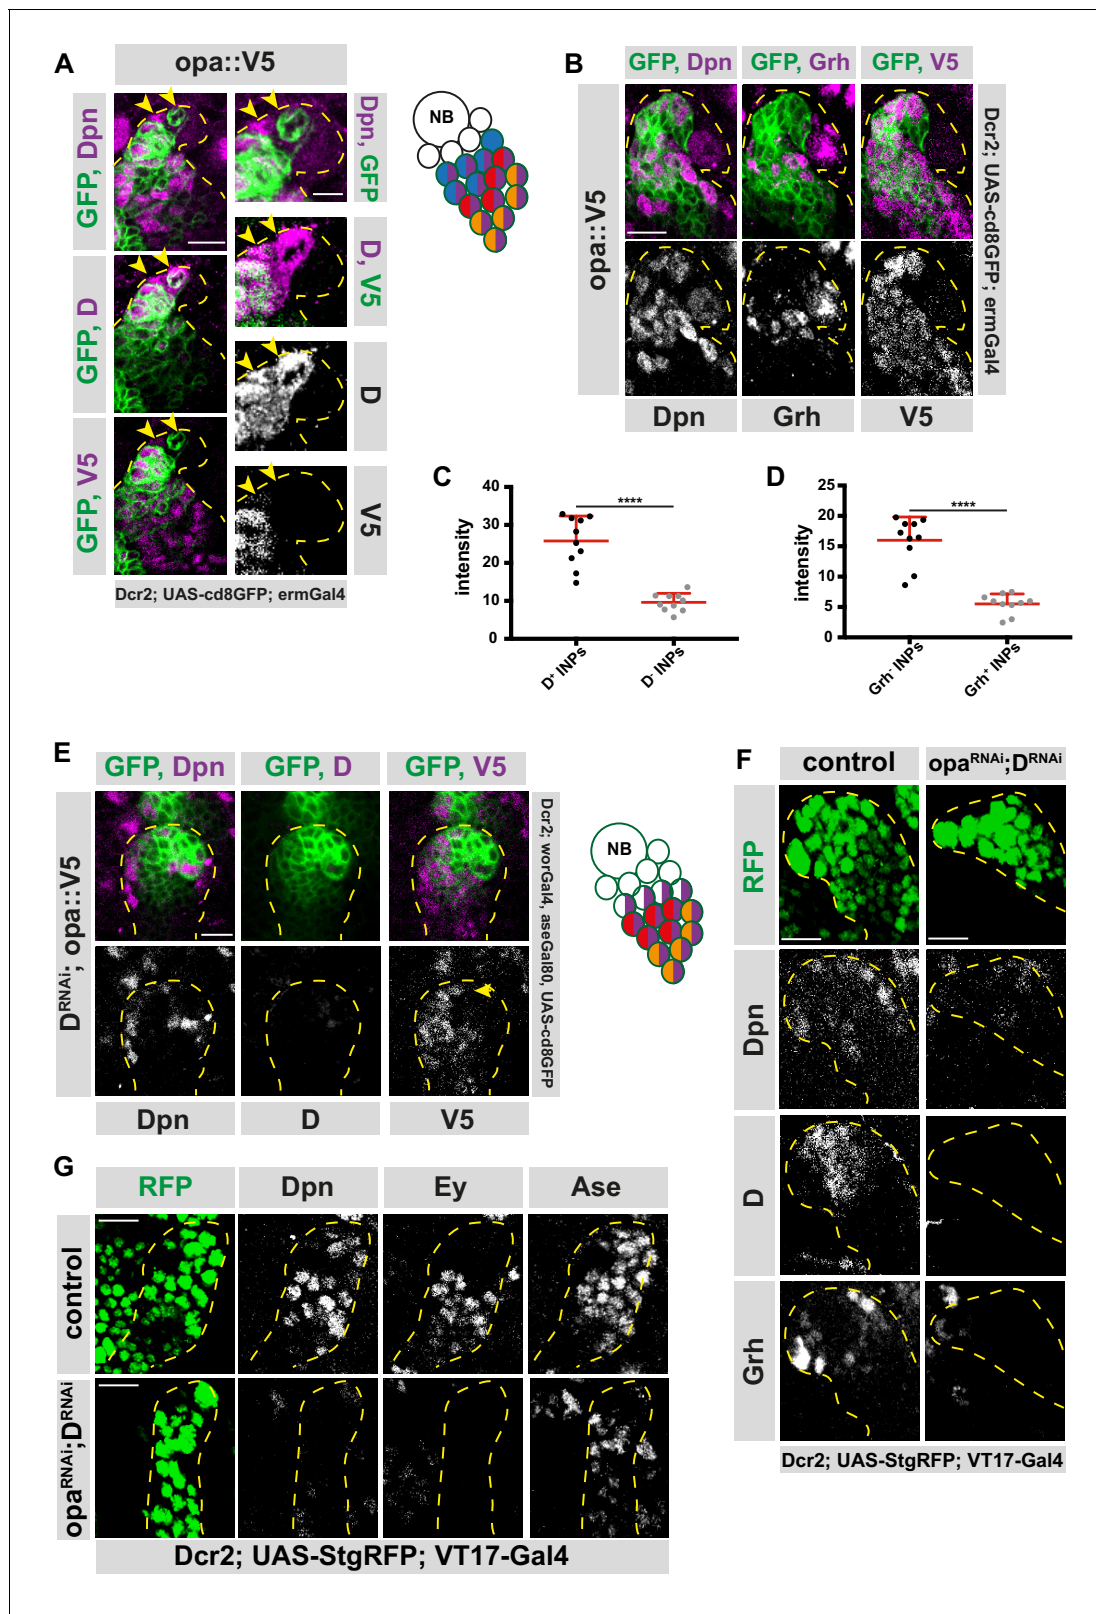 A
opa::V5
GFP, Dpn
GFP, D
GFP, V5
Dpn, GFP
D, V5
D
V5
Dcr2; UAS-cd8GFP; ermGal4
NB
B
GFP, Dpn
GFP, Grh
GFP, V5
opa::V5
Dcr2; UAS-cd8GFP; ermGal4
Dpn
Grh
V5
C
intensity
40
30
20
10
0
****
D⁺ INPs
D⁻ INPs
D
intensity
25
20
15
10
5
0
****
Grh⁻ INPs
Grh⁺ INPs
E
GFP, Dpn
GFP, D
GFP, V5
Dᴿᴺᴬⁱ; opa::V5
Dcr2; worGal4, aseGal80, UAS-cd8GFP
Dpn
D
V5
NB
F
control
opaᴿᴺᴬⁱ;Dᴿᴺᴬⁱ
RFP
Dpn
D
Grh
Dcr2; UAS-StgRFP; VT17-Gal4
G
RFP
Dpn
Ey
Ase
control
opaᴿᴺᴬⁱ;Dᴿᴺᴬⁱ
Dcr2; UAS-StgRFP; VT17-Gal4